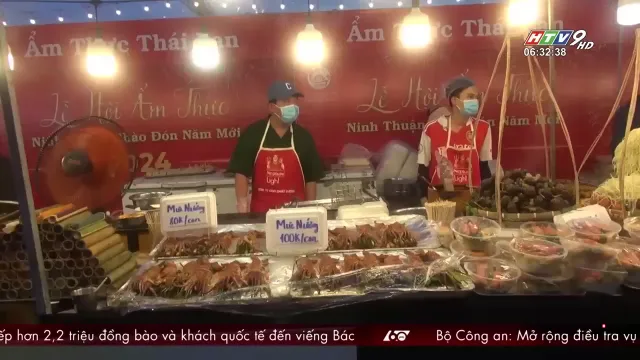 Ẩm Thực Thái Lan
Ẩm Thực Thái
HTV9 HD
06:32:38
Lễ Hội Ẩm Thực
Đón Năm Mới
2024
Lễ Hội Ẩm Thực
Ninh Thuận
Năm Mới
C
Light
Mực Nướng
80K/con
Mực Nướng
100K/con
ếp hơn 2,2 triệu đồng bào và khách quốc tế đến viếng Bác
60
Bộ Công an: Mở rộng điều tra vụ